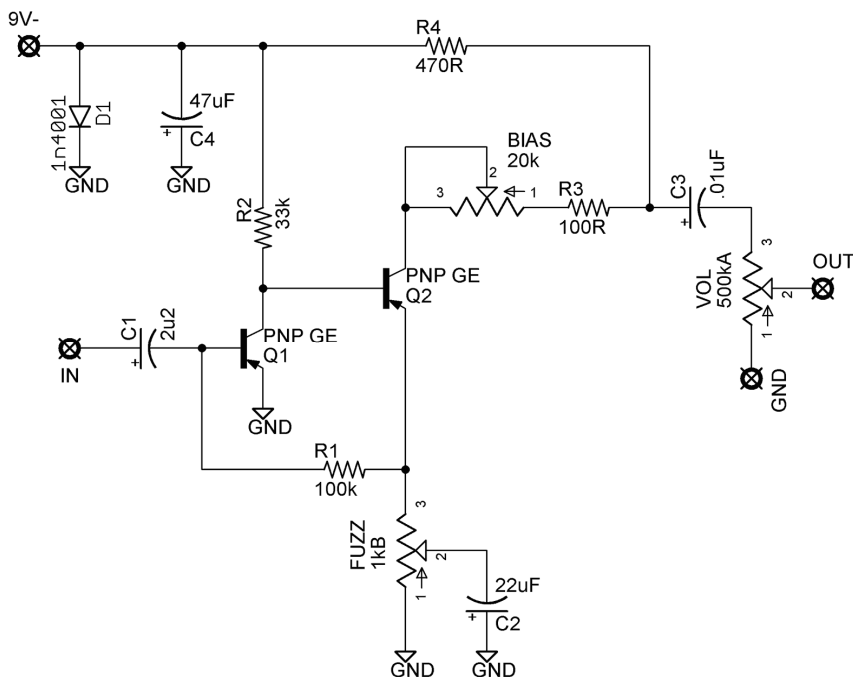 9V-
R4
470R
1n4001
D1
47uF
C4
GND
GND
BIAS
20k
2
3
1
R3
100R
C3
.01uF
R2
33k
PNP GE
Q2
3
VOL
500kA
2
1
OUT
GND
C1
2u2
IN
PNP GE
Q1
GND
R1
100k
3
FUZZ
1kB
2
1
22uF
C2
GND
GND